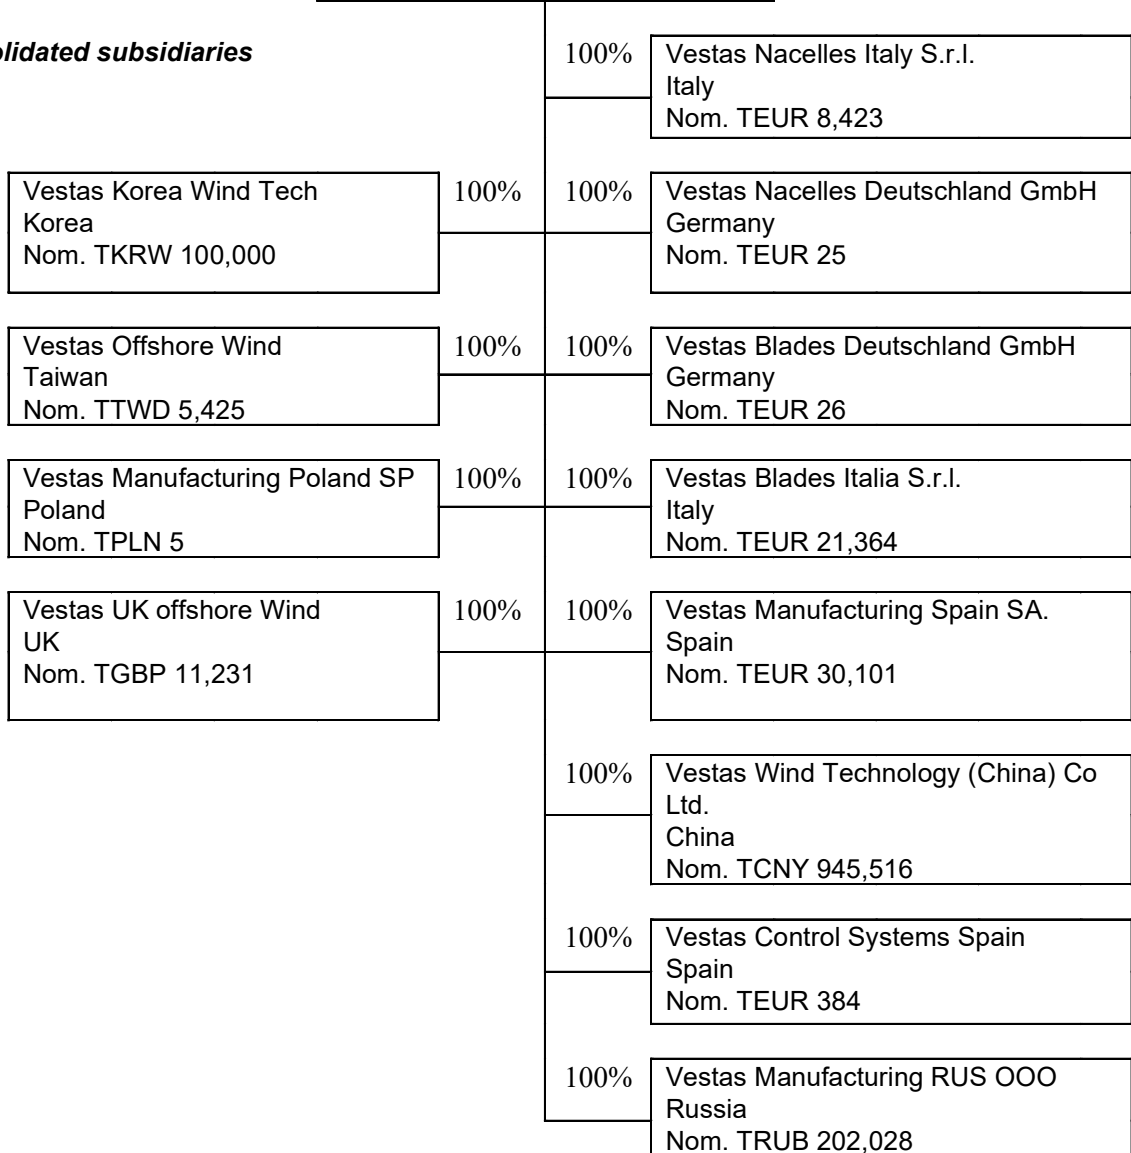 lidated subsidiaries
100%
Vestas Nacelles Italy S.r.l.
Italy
Nom. TEUR 8,423
Vestas Korea Wind Tech
Korea
Nom. TKRW 100,000
100%
100%
Vestas Nacelles Deutschland GmbH
Germany
Nom. TEUR 25
Vestas Offshore Wind
Taiwan
Nom. TTWD 5,425
100%
100%
Vestas Blades Deutschland GmbH
Germany
Nom. TEUR 26
Vestas Manufacturing Poland SP
Poland
Nom. TPLN 5
100%
100%
Vestas Blades Italia S.r.l.
Italy
Nom. TEUR 21,364
Vestas UK offshore Wind
UK
Nom. TGBP 11,231
100%
100%
Vestas Manufacturing Spain SA.
Spain
Nom. TEUR 30,101
100%
Vestas Wind Technology (China) Co
Ltd.
China
Nom. TCNY 945,516
100%
Vestas Control Systems Spain
Spain
Nom. TEUR 384
100%
Vestas Manufacturing RUS OOO
Russia
Nom. TRUB 202,028